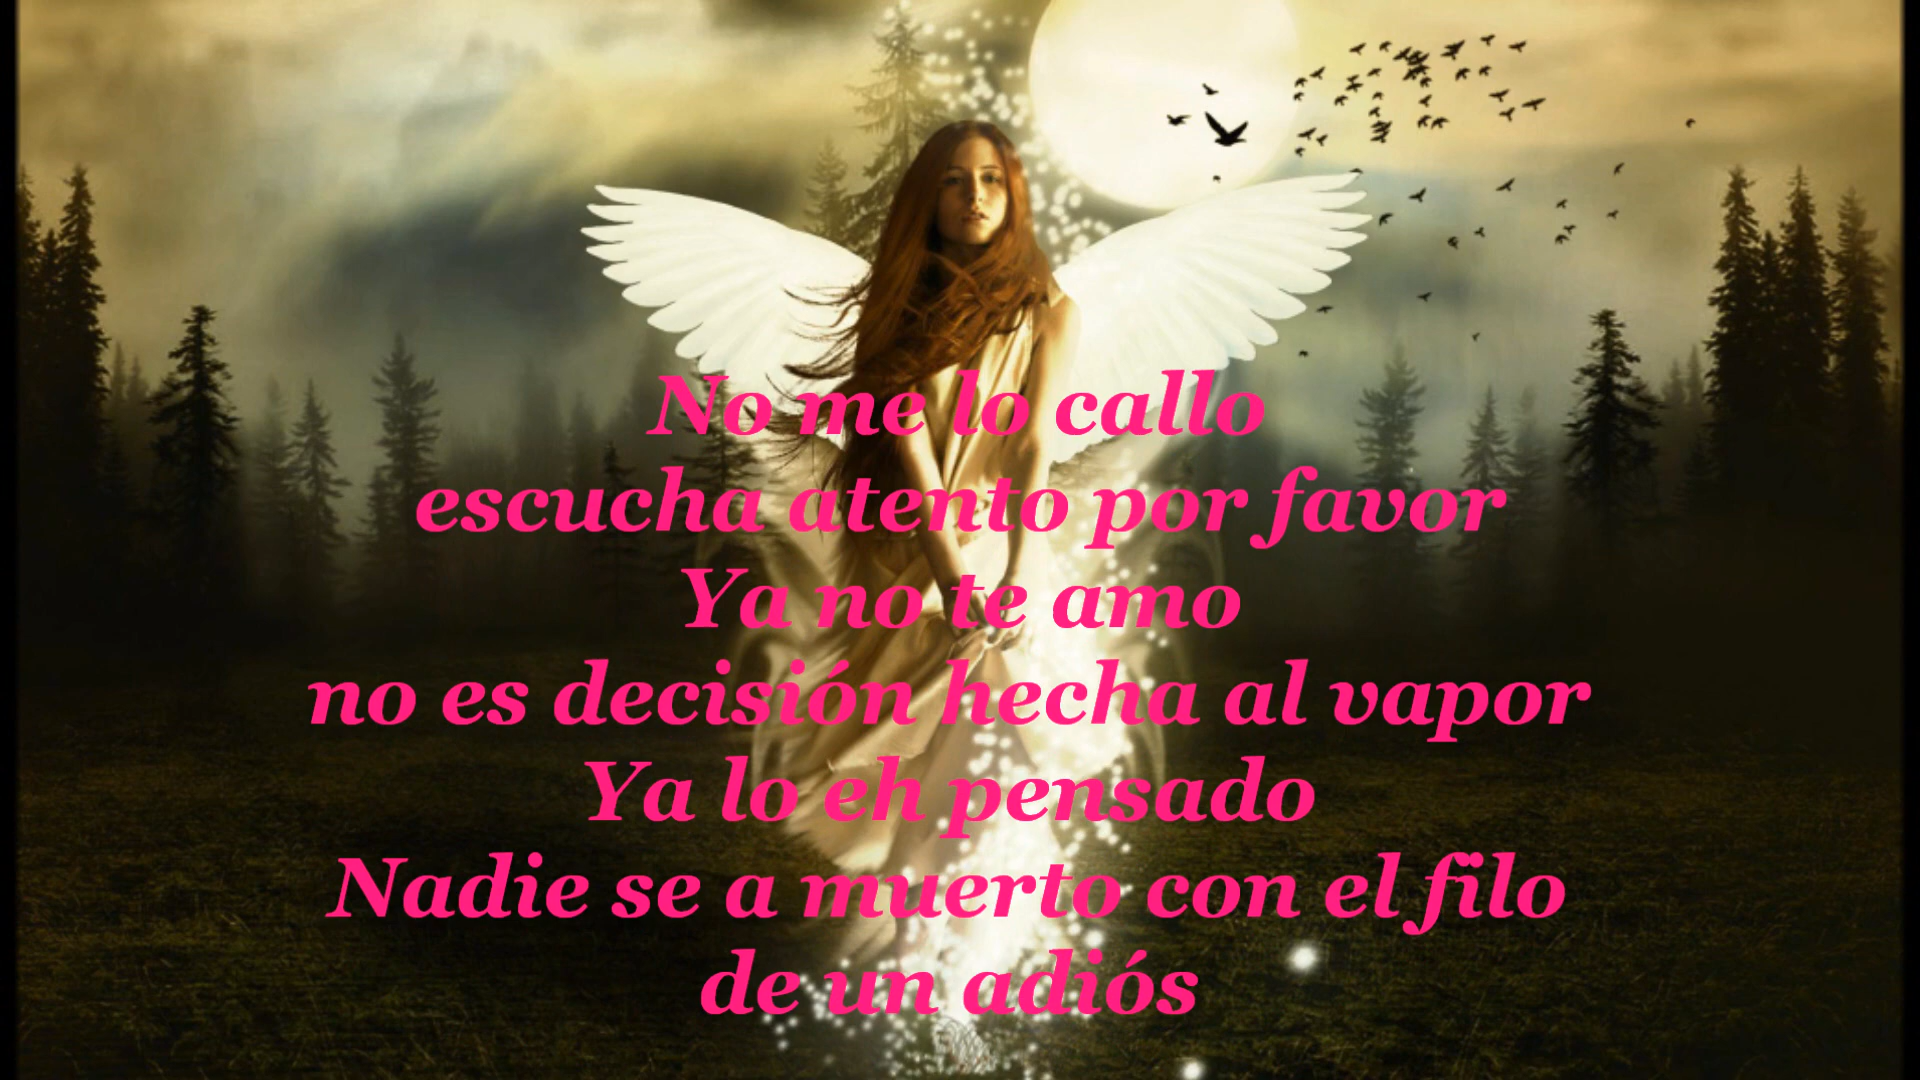 No me lo callo
escucha atento por favor
Ya no te amo
no es decisión hecha al vapor
Ya lo eh pensado
Nadie se a muerto con el filo
de un adiós